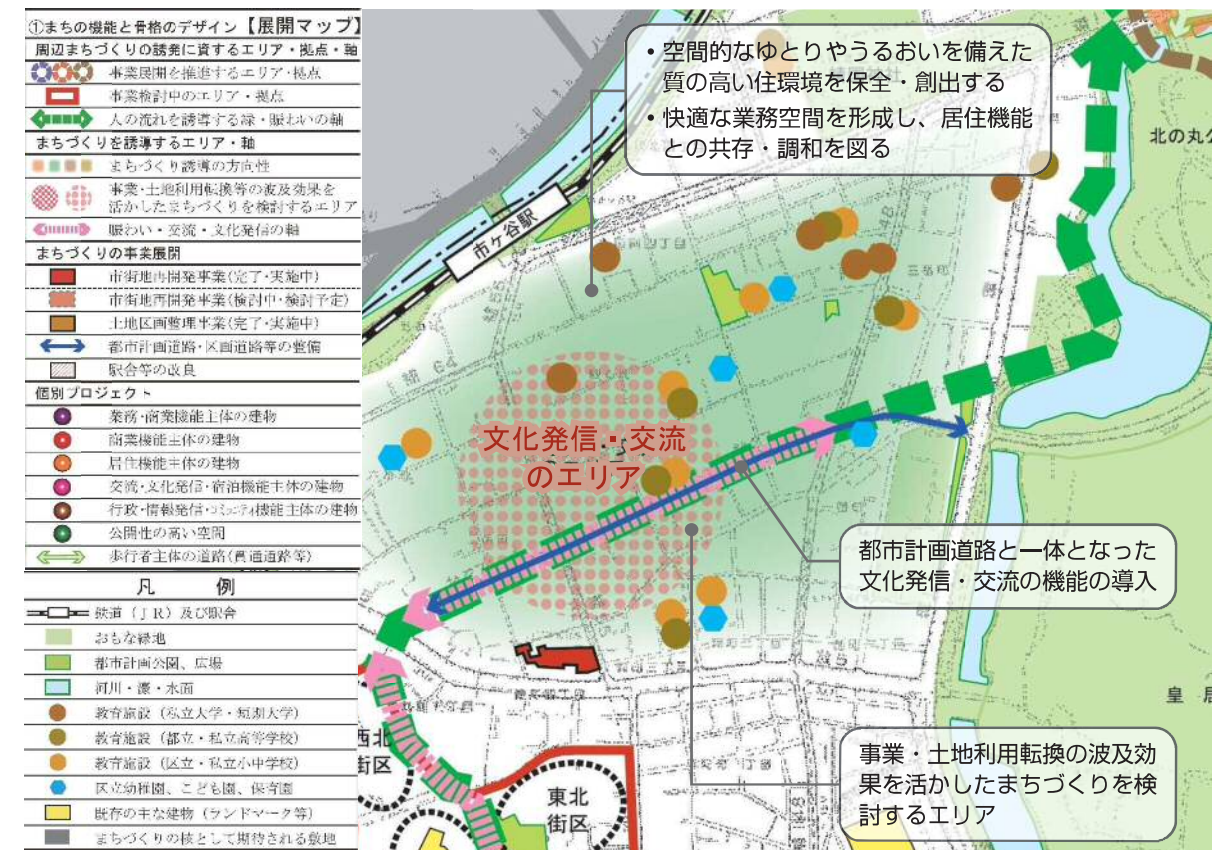 ①まちの機能と骨格のデザイン【展開マップ】
周辺まちづくりの誘発に資するエリア・拠点・軸
事業展開を推進するエリア・拠点
事業検討中のエリア・拠点
人の流れを誘導する緑・賑わいの軸
まちづくりを誘導するエリア・軸
まちづくり誘導の方向性
事業・土地利用転換等の波及効果を
活かしたまちづくりを検討するエリア
賑わい・交流・文化発信の軸
まちづくりの事業展開
市街地再開発事業(完了・実施中)
市街地再開発事業(検討中・検討予定)
土地区画整理事業(完了・実施中)
都市計画道路・区画道路等の整備
駅舎等の改良
個別プロジェクト
業務・商業機能主体の建物
商業機能主体の建物
居住機能主体の建物
交流・文化発信・宿泊機能主体の建物
行政・情報発信・コミュニティ機能主体の建物
公開性の高い空間
歩行者主体の道路(貫通通路等)
凡 例
鉄道(JR)及び駅舎
おもな緑地
都市計画公園、広場
河川・濠・水面
教育施設(私立大学・短期大学)
教育施設(都立・私立高等学校)
教育施設(区立・私立小中学校)
区立幼稚園、こども園、保育園
既存の主な建物(ランドマーク等)
まちづくりの核として期待される敷地
・空間的なゆとりやうるおいを備えた
質の高い住環境を保全・創出する
・快適な業務空間を形成し、居住機能
との共存・調和を図る
北の丸公
市ケ谷駅
文化発信・交流
のエリア
都市計画道路と一体となった
文化発信・交流の機能の導入
皇居
事業・土地利用転換の波及効
果を活かしたまちづくりを検
討するエリア
西北
街区
東北
街区